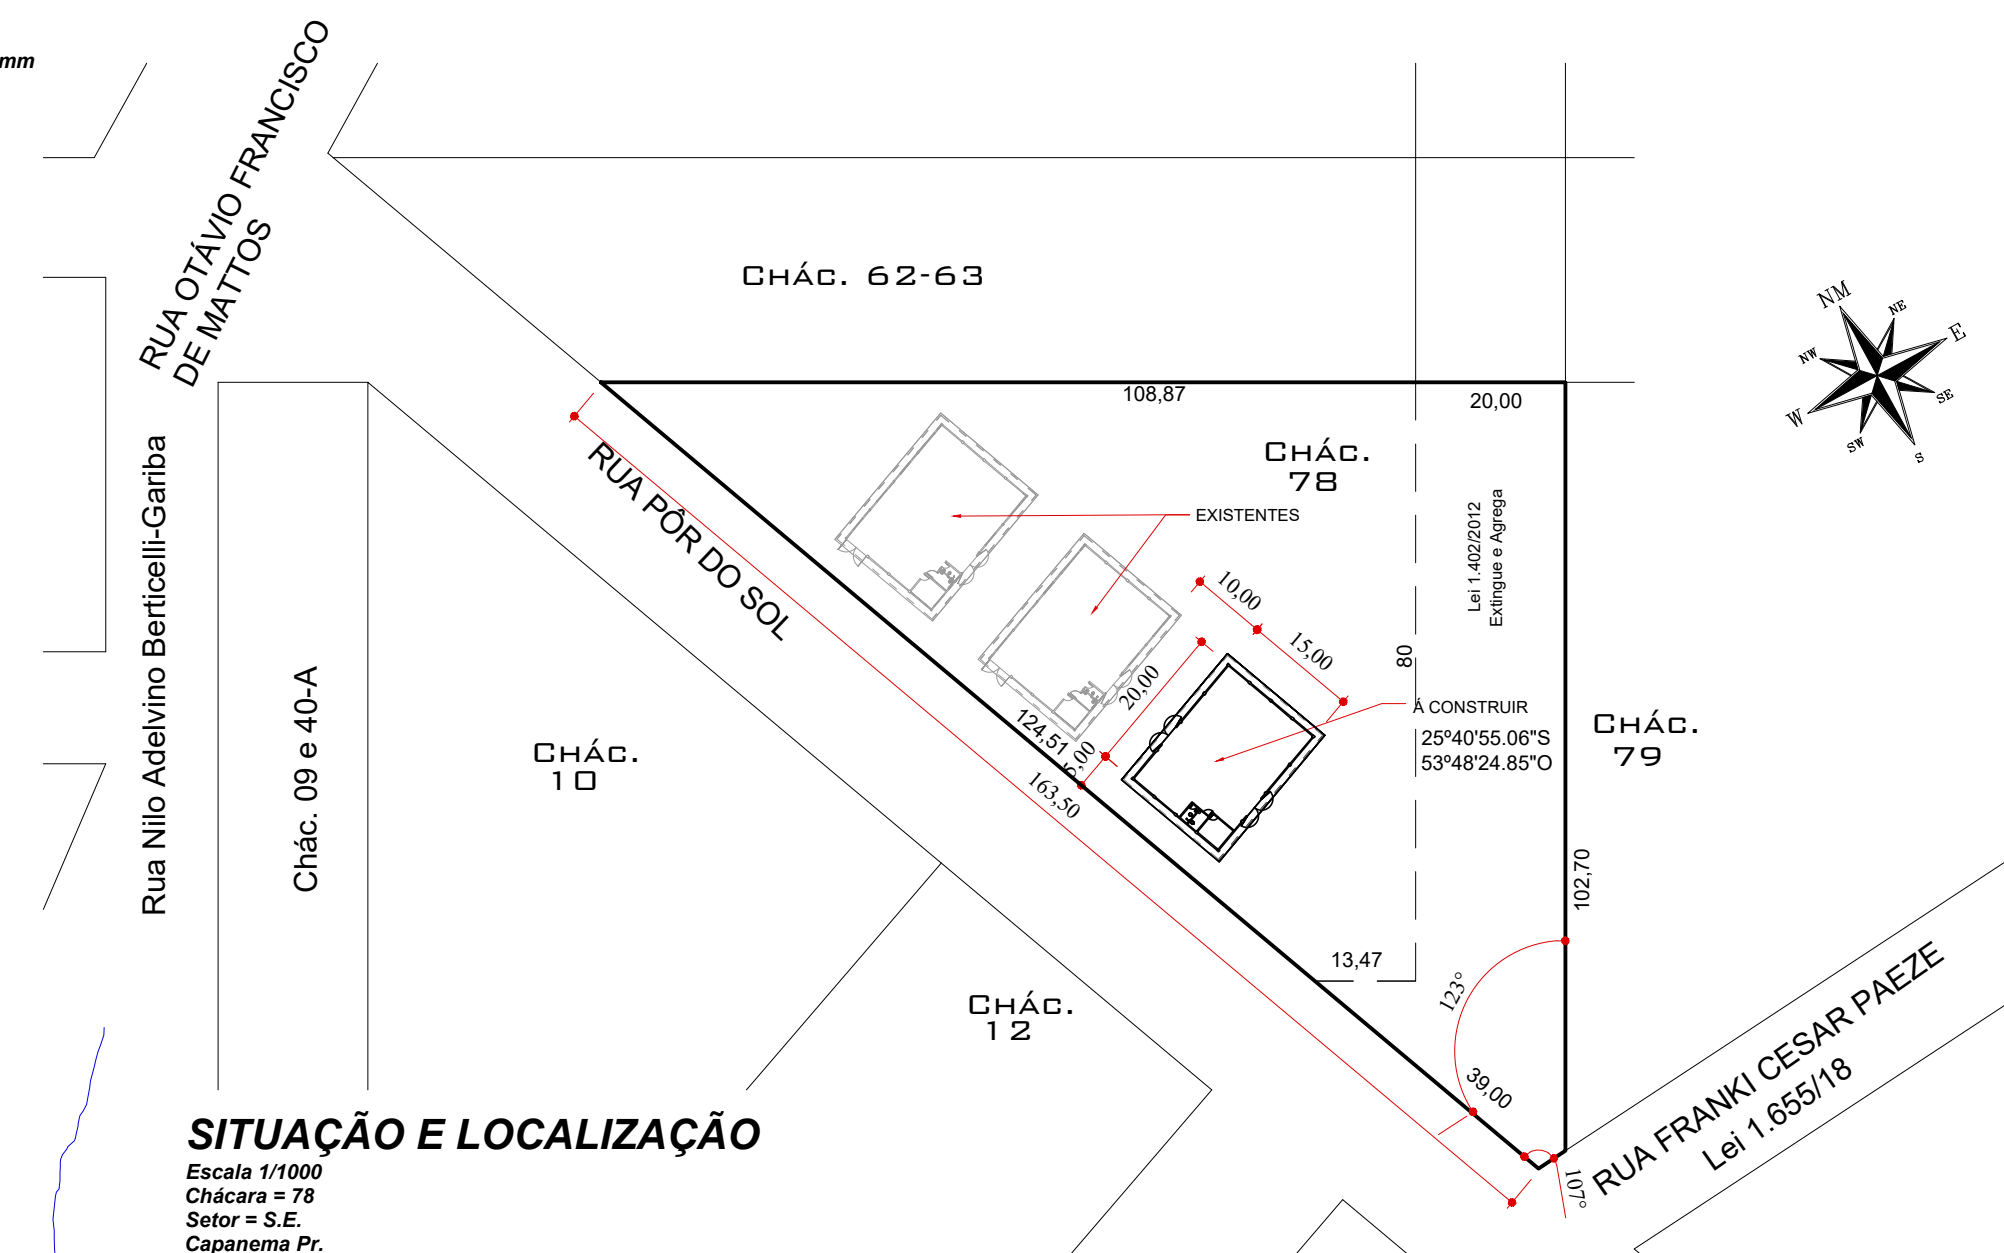 mm
RUA OTÁVIO FRANCISCO
DE MATTOS
CHÁC. 62-63
NM
NE
E
SE
S
SW
W
NW
108,87
20,00
CHÁC.
78
RUA PÔR DO SOL
EXISTENTES
Lei 1.402/2012
Extingue e Agrega
10,00
15,00
20,00
80
Á CONSTRUIR
25º40'55.06"S
53º48'24.85"O
CHÁC.
79
Rua Nilo Adelvino Berticelli-Gariba
Chác. 09 e 40-A
CHÁC.
10
124,51
5,00
163,50
102,70
13,47
123°
CHÁC.
12
39,00
107°
RUA FRANKI CESAR PAEZE
Lei 1.655/18
SITUAÇÃO E LOCALIZAÇÃO
Escala 1/1000
Chácara = 78
Setor = S.E.
Capanema Pr.